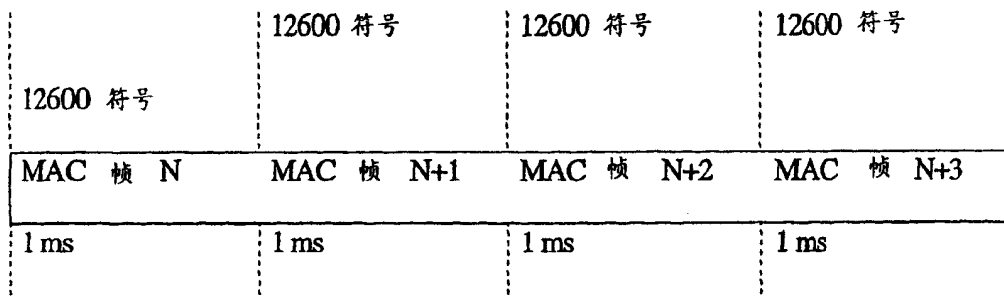 12600 符号 12600 符号 12600 符号
12600 符号
MAC 帧 N MAC 帧 N+1 MAC 帧 N+2 MAC 帧 N+3
1 ms 1 ms 1 ms 1 ms